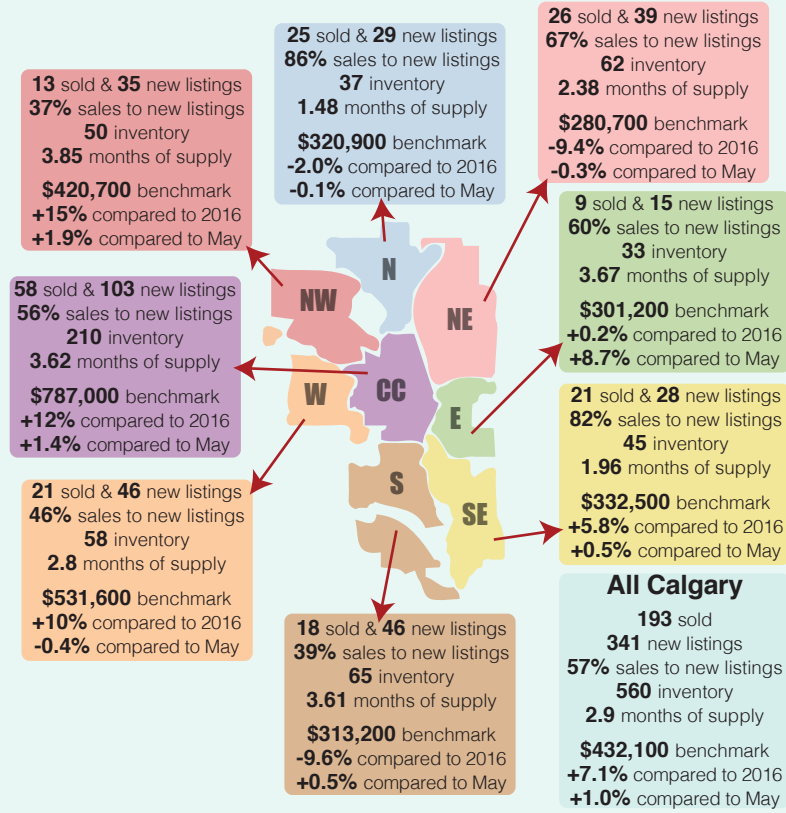 25 sold & 29 new listings
86% sales to new listings
37 inventory
1.48 months of supply
$320,900 benchmark
-2.0% compared to 2016
-0.1% compared to May
26 sold & 39 new listings
67% sales to new listings
62 inventory
2.38 months of supply
$280,700 benchmark
-9.4% compared to 2016
-0.3% compared to May
13 sold & 35 new listings
37% sales to new listings
50 inventory
3.85 months of supply
$420,700 benchmark
+15% compared to 2016
+1.9% compared to May
9 sold & 15 new listings
60% sales to new listings
33 inventory
3.67 months of supply
$301,200 benchmark
+0.2% compared to 2016
+8.7% compared to May
N
NW
NE
58 sold & 103 new listings
56% sales to new listings
210 inventory
3.62 months of supply
$787,000 benchmark
+12% compared to 2016
+1.4% compared to May
W
CC
E
21 sold & 28 new listings
82% sales to new listings
45 inventory
1.96 months of supply
$332,500 benchmark
+5.8% compared to 2016
+0.5% compared to May
S
SE
21 sold & 46 new listings
46% sales to new listings
58 inventory
2.8 months of supply
$531,600 benchmark
+10% compared to 2016
-0.4% compared to May
18 sold & 46 new listings
39% sales to new listings
65 inventory
3.61 months of supply
$313,200 benchmark
-9.6% compared to 2016
+0.5% compared to May
All Calgary
193 sold
341 new listings
57% sales to new listings
560 inventory
2.9 months of supply
$432,100 benchmark
+7.1% compared to 2016
+1.0% compared to May